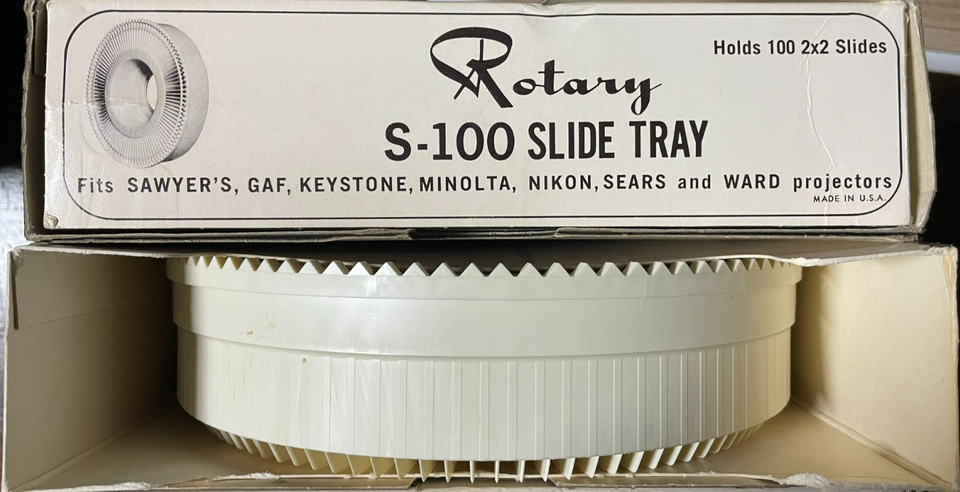 Holds 100 2x2 Slides
Rotary
S-100 SLIDE TRAY
Fits SAWYER'S, GAF, KEYSTONE, MINOLTA, NIKON, SEARS and WARD projectors
MADE IN U.S.A.